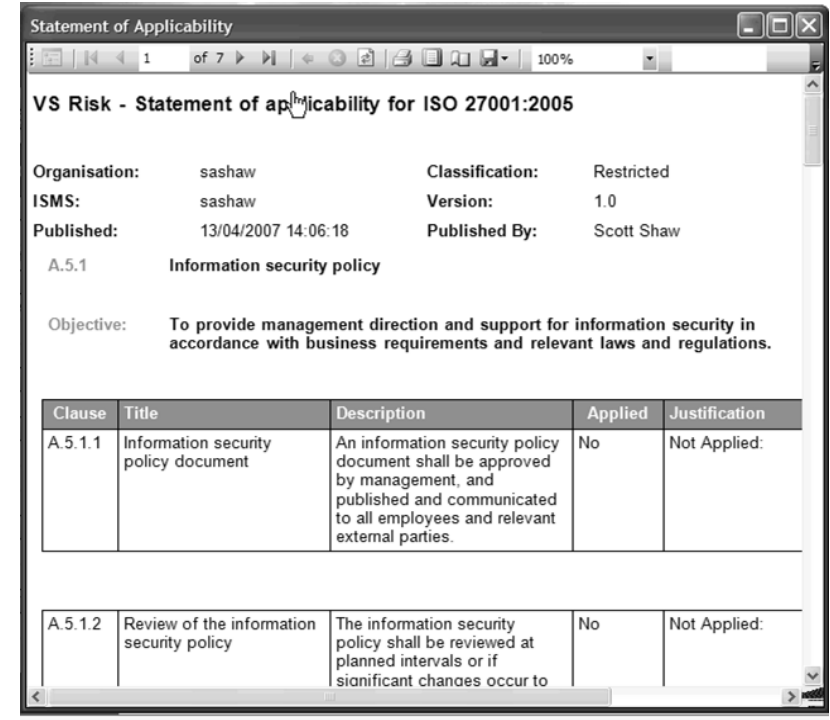 Statement of Applicability
1 of 7 100%
VS Risk - Statement of applicability for ISO 27001:2005
Organisation: sashaw Classification: Restricted
ISMS: sashaw Version: 1.0
Published: 13/04/2007 14:06:18 Published By: Scott Shaw
A.5.1 Information security policy
Objective: To provide management direction and support for information security in
accordance with business requirements and relevant laws and regulations.
Clause Title Description Applied Justification
A.5.1.1 Information security An information security policy No Not Applied:
policy document document shall be approved
by management, and
published and communicated
to all employees and relevant
external parties.
A.5.1.2 Review of the information The information security No Not Applied:
security policy policy shall be reviewed at
planned intervals or if
significant changes occur to